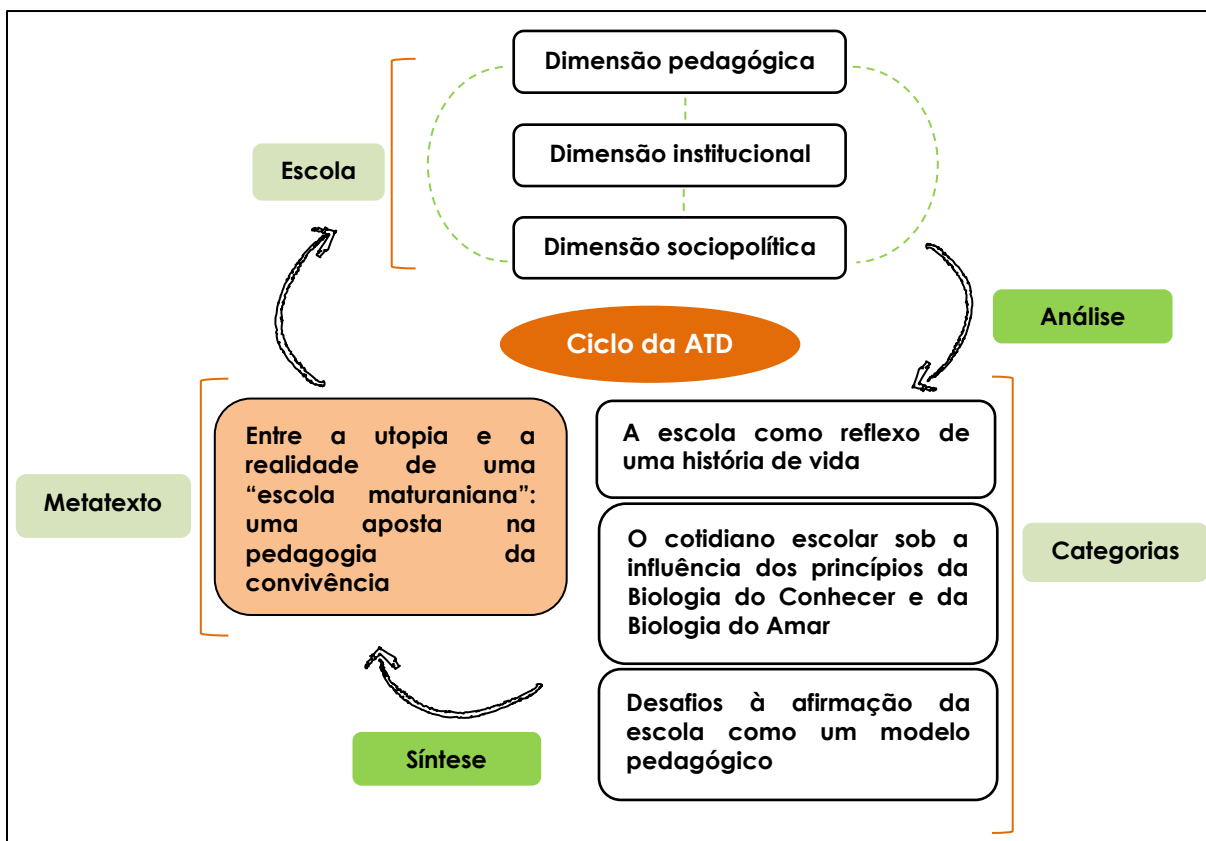 Dimensão pedagógica
Dimensão institucional
Escola
Dimensão sociopolítica
Análise
Ciclo da ATD
Entre a utopia e a
realidade de uma
“escola maturaniana”:
uma aposta na
pedagogia da
convivência
Metatexto
A escola como reflexo de
uma história de vida
O cotidiano escolar sob a
influência dos princípios da
Biologia do Conhecer e da
Biologia do Amar
Categorias
Desafios à afirmação da
escola como um modelo
pedagógico
Síntese